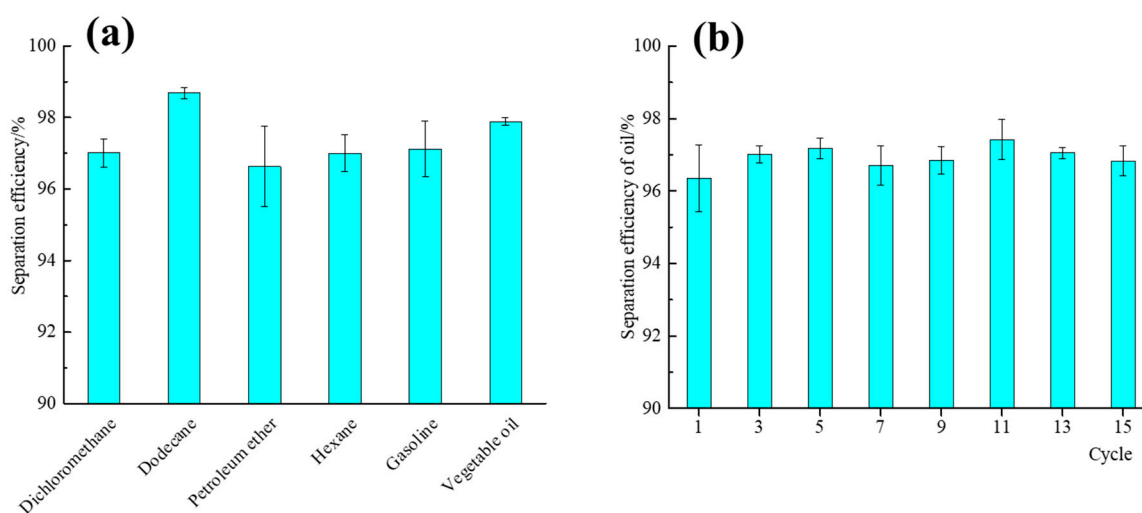 (a)
Separation efficiency/%
100
98
96
94
92
90
Dichloromethane
Dodecane
Petroleum ether
Hexane
Gasoline
Vegetable oil
(b)
Separation efficiency of oil/%
100
98
96
94
92
90
1 3 5 7 9 11 13 15
Cycle